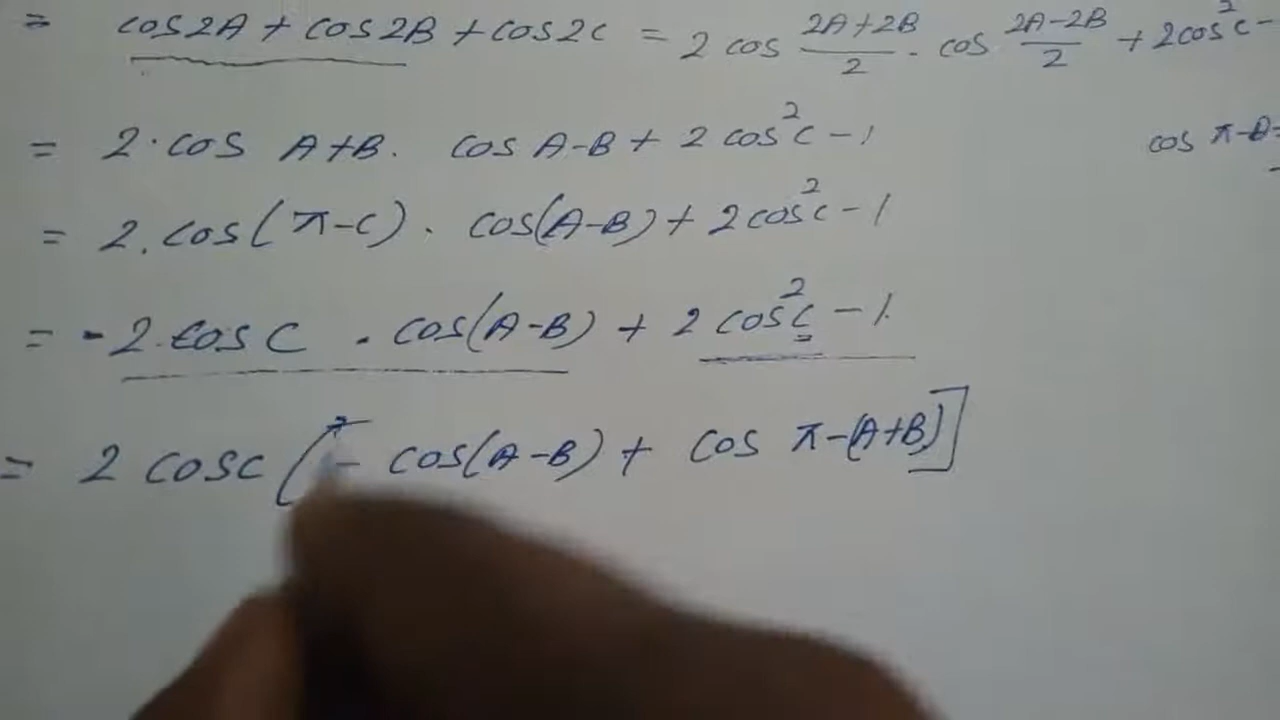 = cos2A + cos2B + cos2C = 2 cos (2A+2B)/2 . cos (2A-2B)/2 + 2cos²C -
= 2.cos A+B. cos A-B + 2 cos²C - 1
cos π-θ=
= 2.cos(π-C). cos(A-B) + 2cos²C - 1
= -2.cosC . cos(A-B) + 2 cos²C - 1.
= 2 cosC [- cos(A-B) + cos π-(A+B)]